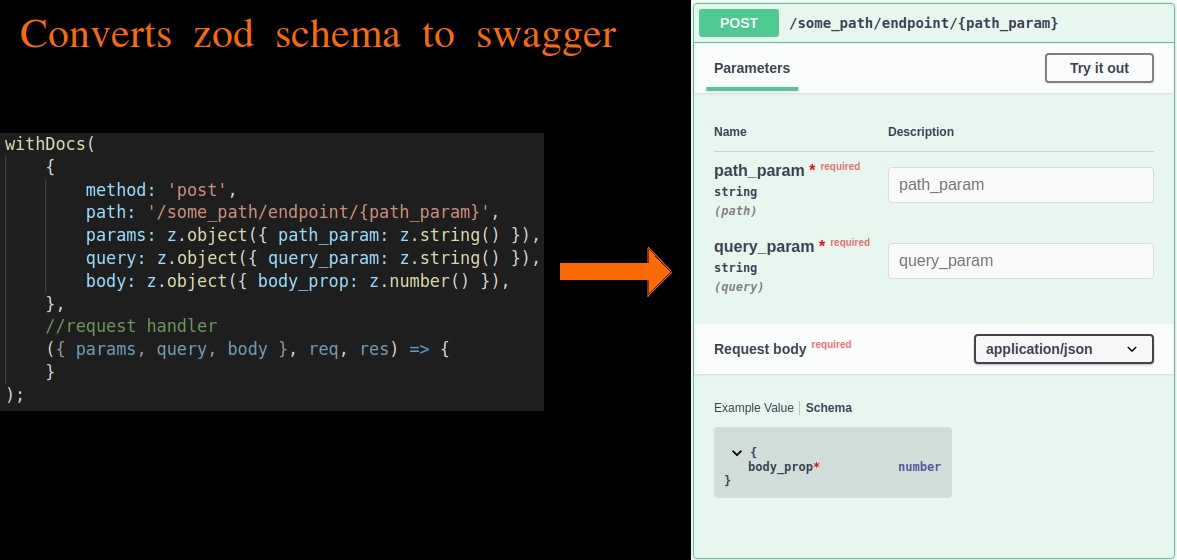 Converts zod schema to swagger
withDocs(
{
method: 'post',
path: '/some_path/endpoint/{path_param}',
params: z.object({ path_param: z.string() }),
query: z.object({ query_param: z.string() }),
body: z.object({ body_prop: z.number() }),
},
//request handler
({ params, query, body }, req, res) => {
}
);
POST /some_path/endpoint/{path_param}
Parameters Try it out
Name Description
path_param * required
string
(path)
path_param
query_param * required
string
(query)
query_param
Request body required application/json
Example Value | Schema
{
body_prop* number
}